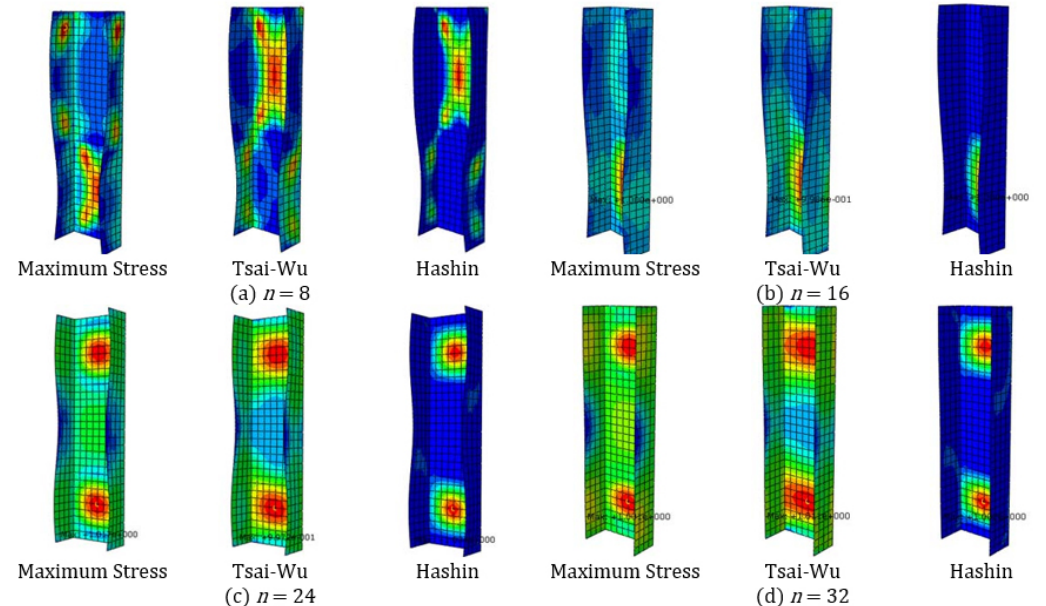 Maximum Stress Tsai-Wu Hashin Maximum Stress Tsai-Wu Hashin
(a) n = 8 (b) n = 16
Maximum Stress Tsai-Wu Hashin Maximum Stress Tsai-Wu Hashin
(c) n = 24 (d) n = 32